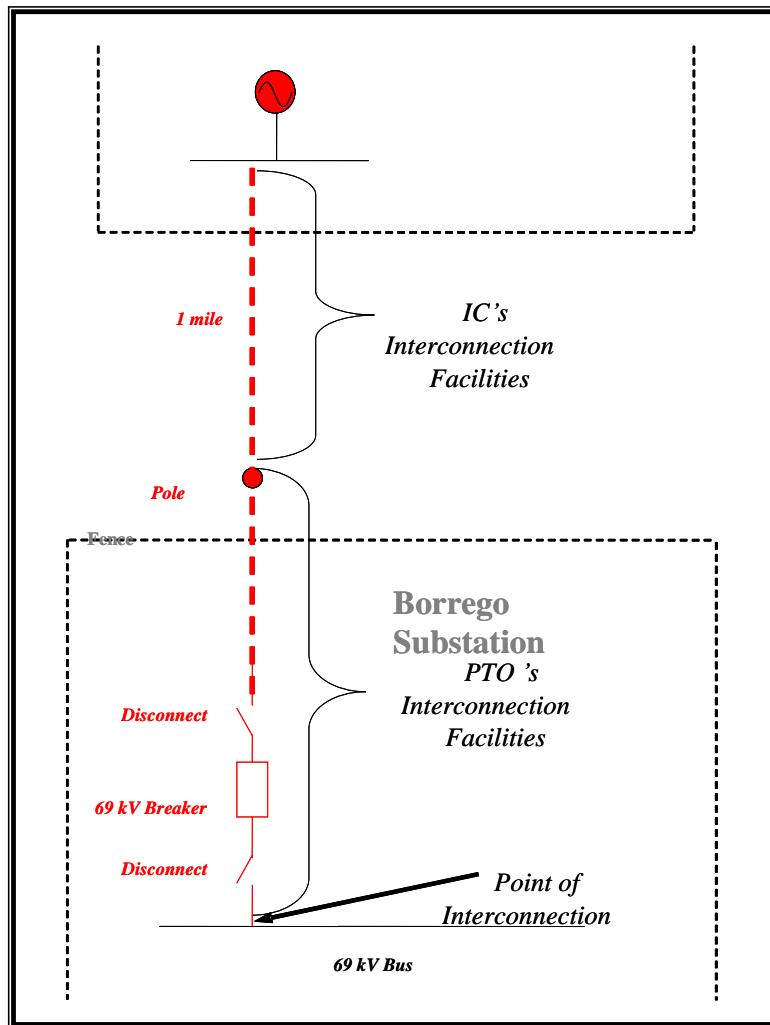 1 mile
IC's
Interconnection
Facilities
Pole
Fence
Borrego
Substation
PTO 's
Interconnection
Facilities
Disconnect
69 kV Breaker
Disconnect
Point of
Interconnection
69 kV Bus